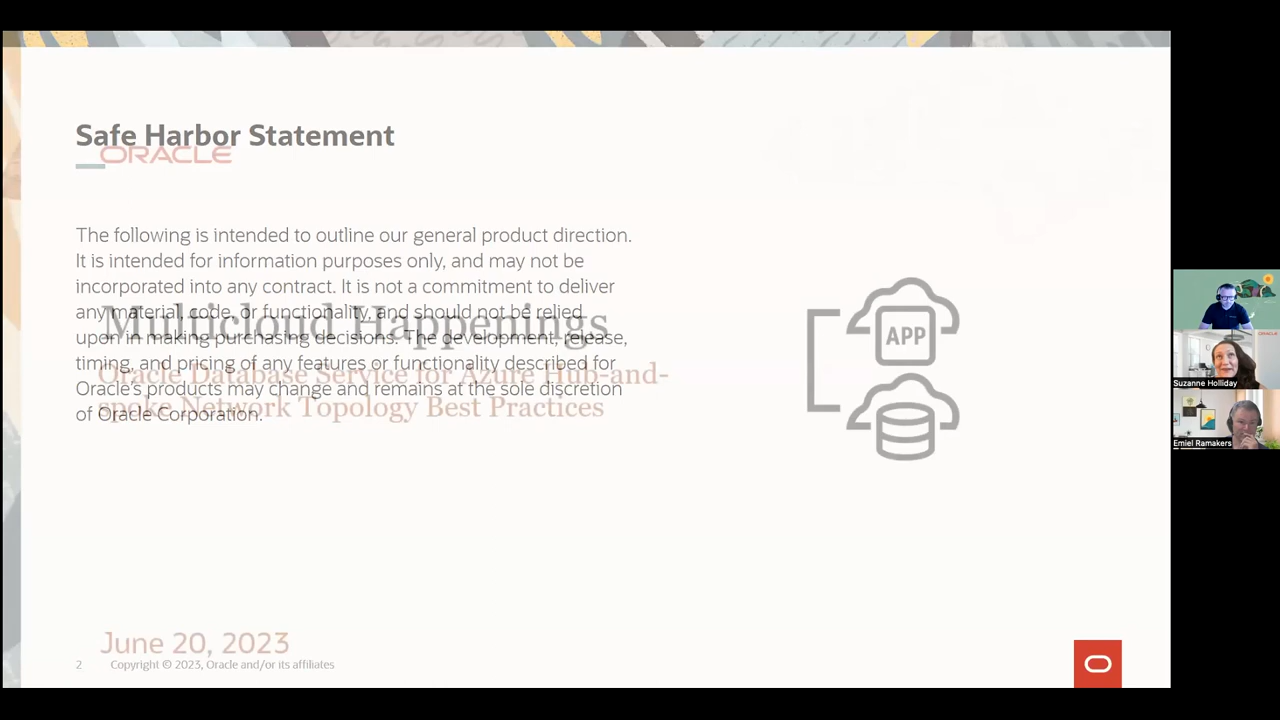 Safe Harbor Statement
ORACLE
The following is intended to outline our general product direction.
It is intended for information purposes only, and may not be
incorporated into any contract. It is not a commitment to deliver
any material, code, or functionality, and should not be relied
upon in making purchasing decisions. The development, release,
timing, and pricing of any features or functionality described for
Oracle's products may change and remains at the sole discretion
of Oracle Corporation.
Multicloud Happenings
Oracle Database Service for Azure Hub-and-
spoke Network Topology Best Practices
APP
June 20, 2023
2 Copyright © 2023, Oracle and/or its affiliates
ORACLE
Suzanne Holliday
Emiel Ramakers